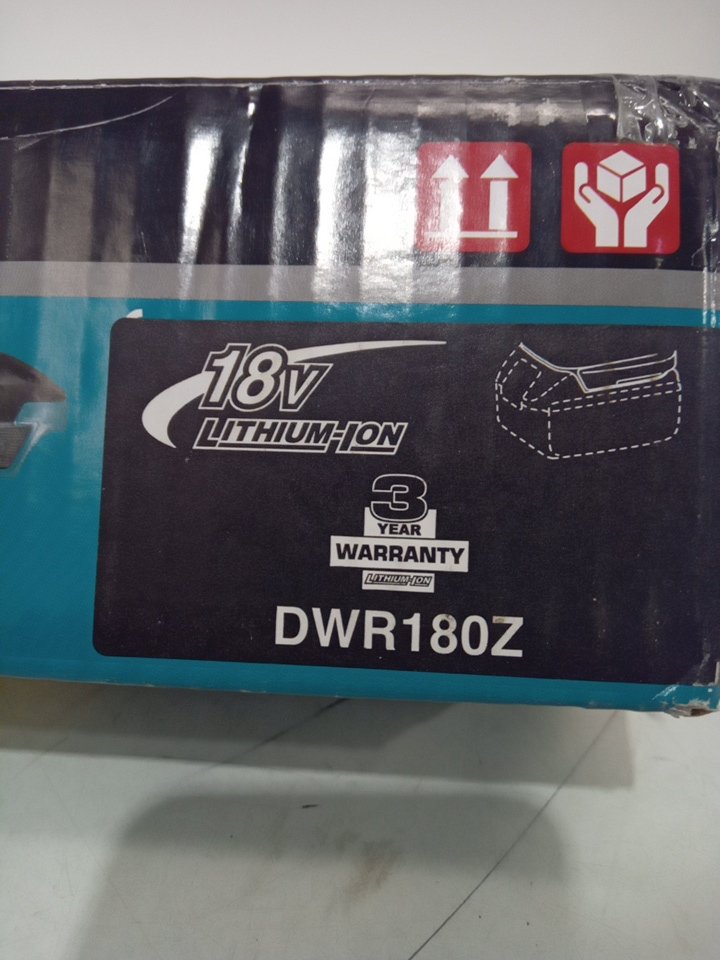 18V
LITHIUM-ION
3
YEAR
WARRANTY
LITHIUM-ION
DWR180Z